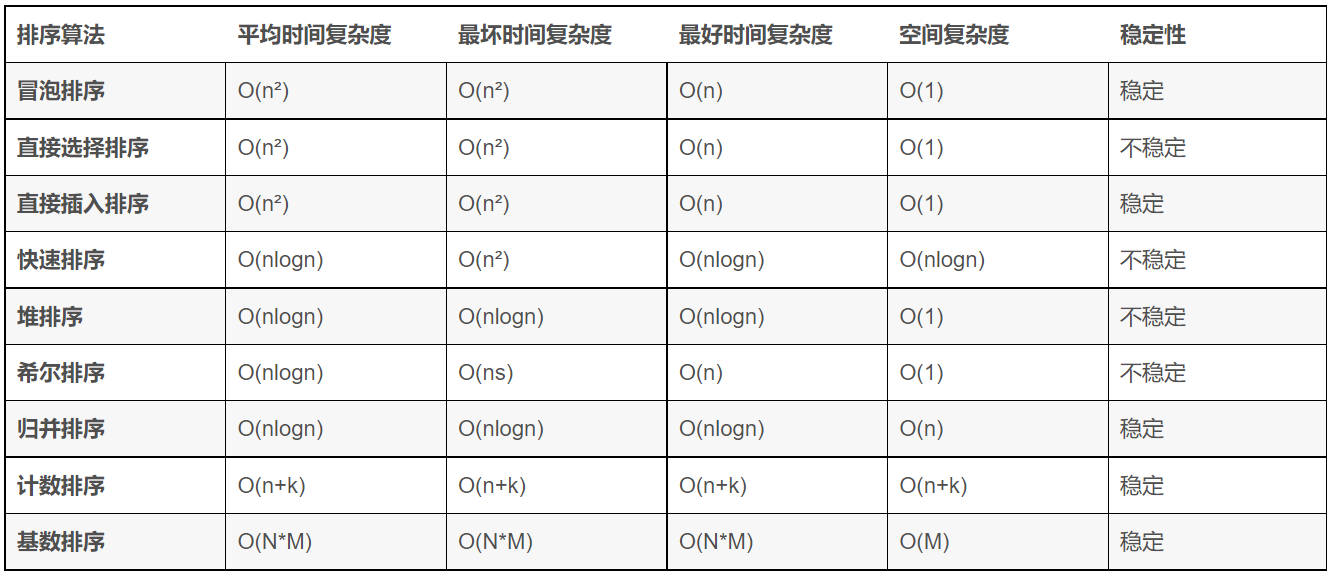 排序算法 平均时间复杂度 最坏时间复杂度 最好时间复杂度 空间复杂度 稳定性
冒泡排序 O(n²) O(n²) O(n) O(1) 稳定
直接选择排序 O(n²) O(n²) O(n) O(1) 不稳定
直接插入排序 O(n²) O(n²) O(n) O(1) 稳定
快速排序 O(nlogn) O(n²) O(nlogn) O(nlogn) 不稳定
堆排序 O(nlogn) O(nlogn) O(nlogn) O(1) 不稳定
希尔排序 O(nlogn) O(ns) O(n) O(1) 不稳定
归并排序 O(nlogn) O(nlogn) O(nlogn) O(n) 稳定
计数排序 O(n+k) O(n+k) O(n+k) O(n+k) 稳定
基数排序 O(N*M) O(N*M) O(N*M) O(M) 稳定